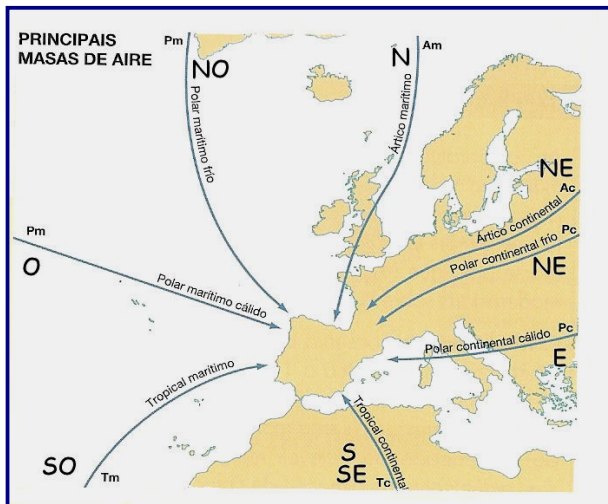 PRINCIPAIS
MASAS DE AIRE
Pm
NO
Polar marítimo frío
N
Am
Ártico marítimo
NE
Ac
Ártico continental
Pc
Polar continental frío
NE
Pm
O
Polar marítimo cálido
Pc
Polar continental cálido
E
Tropical marítimo
SO
Tm
S
SE
Tropical continental
Tc